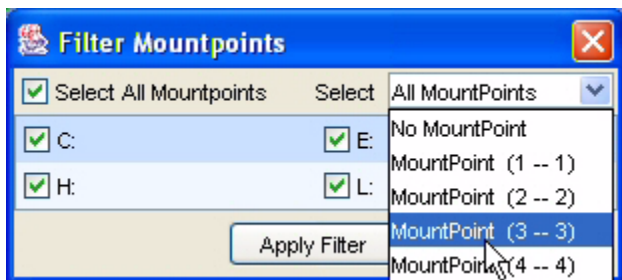 Filter Mountpoints
Select All Mountpoints Select All MountPoints
No MountPoint
C: E:
MountPoint (1 -- 1)
H: L:
MountPoint (2 -- 2)
MountPoint (3 -- 3)
Apply Filter
MountPoint (4 -- 4)